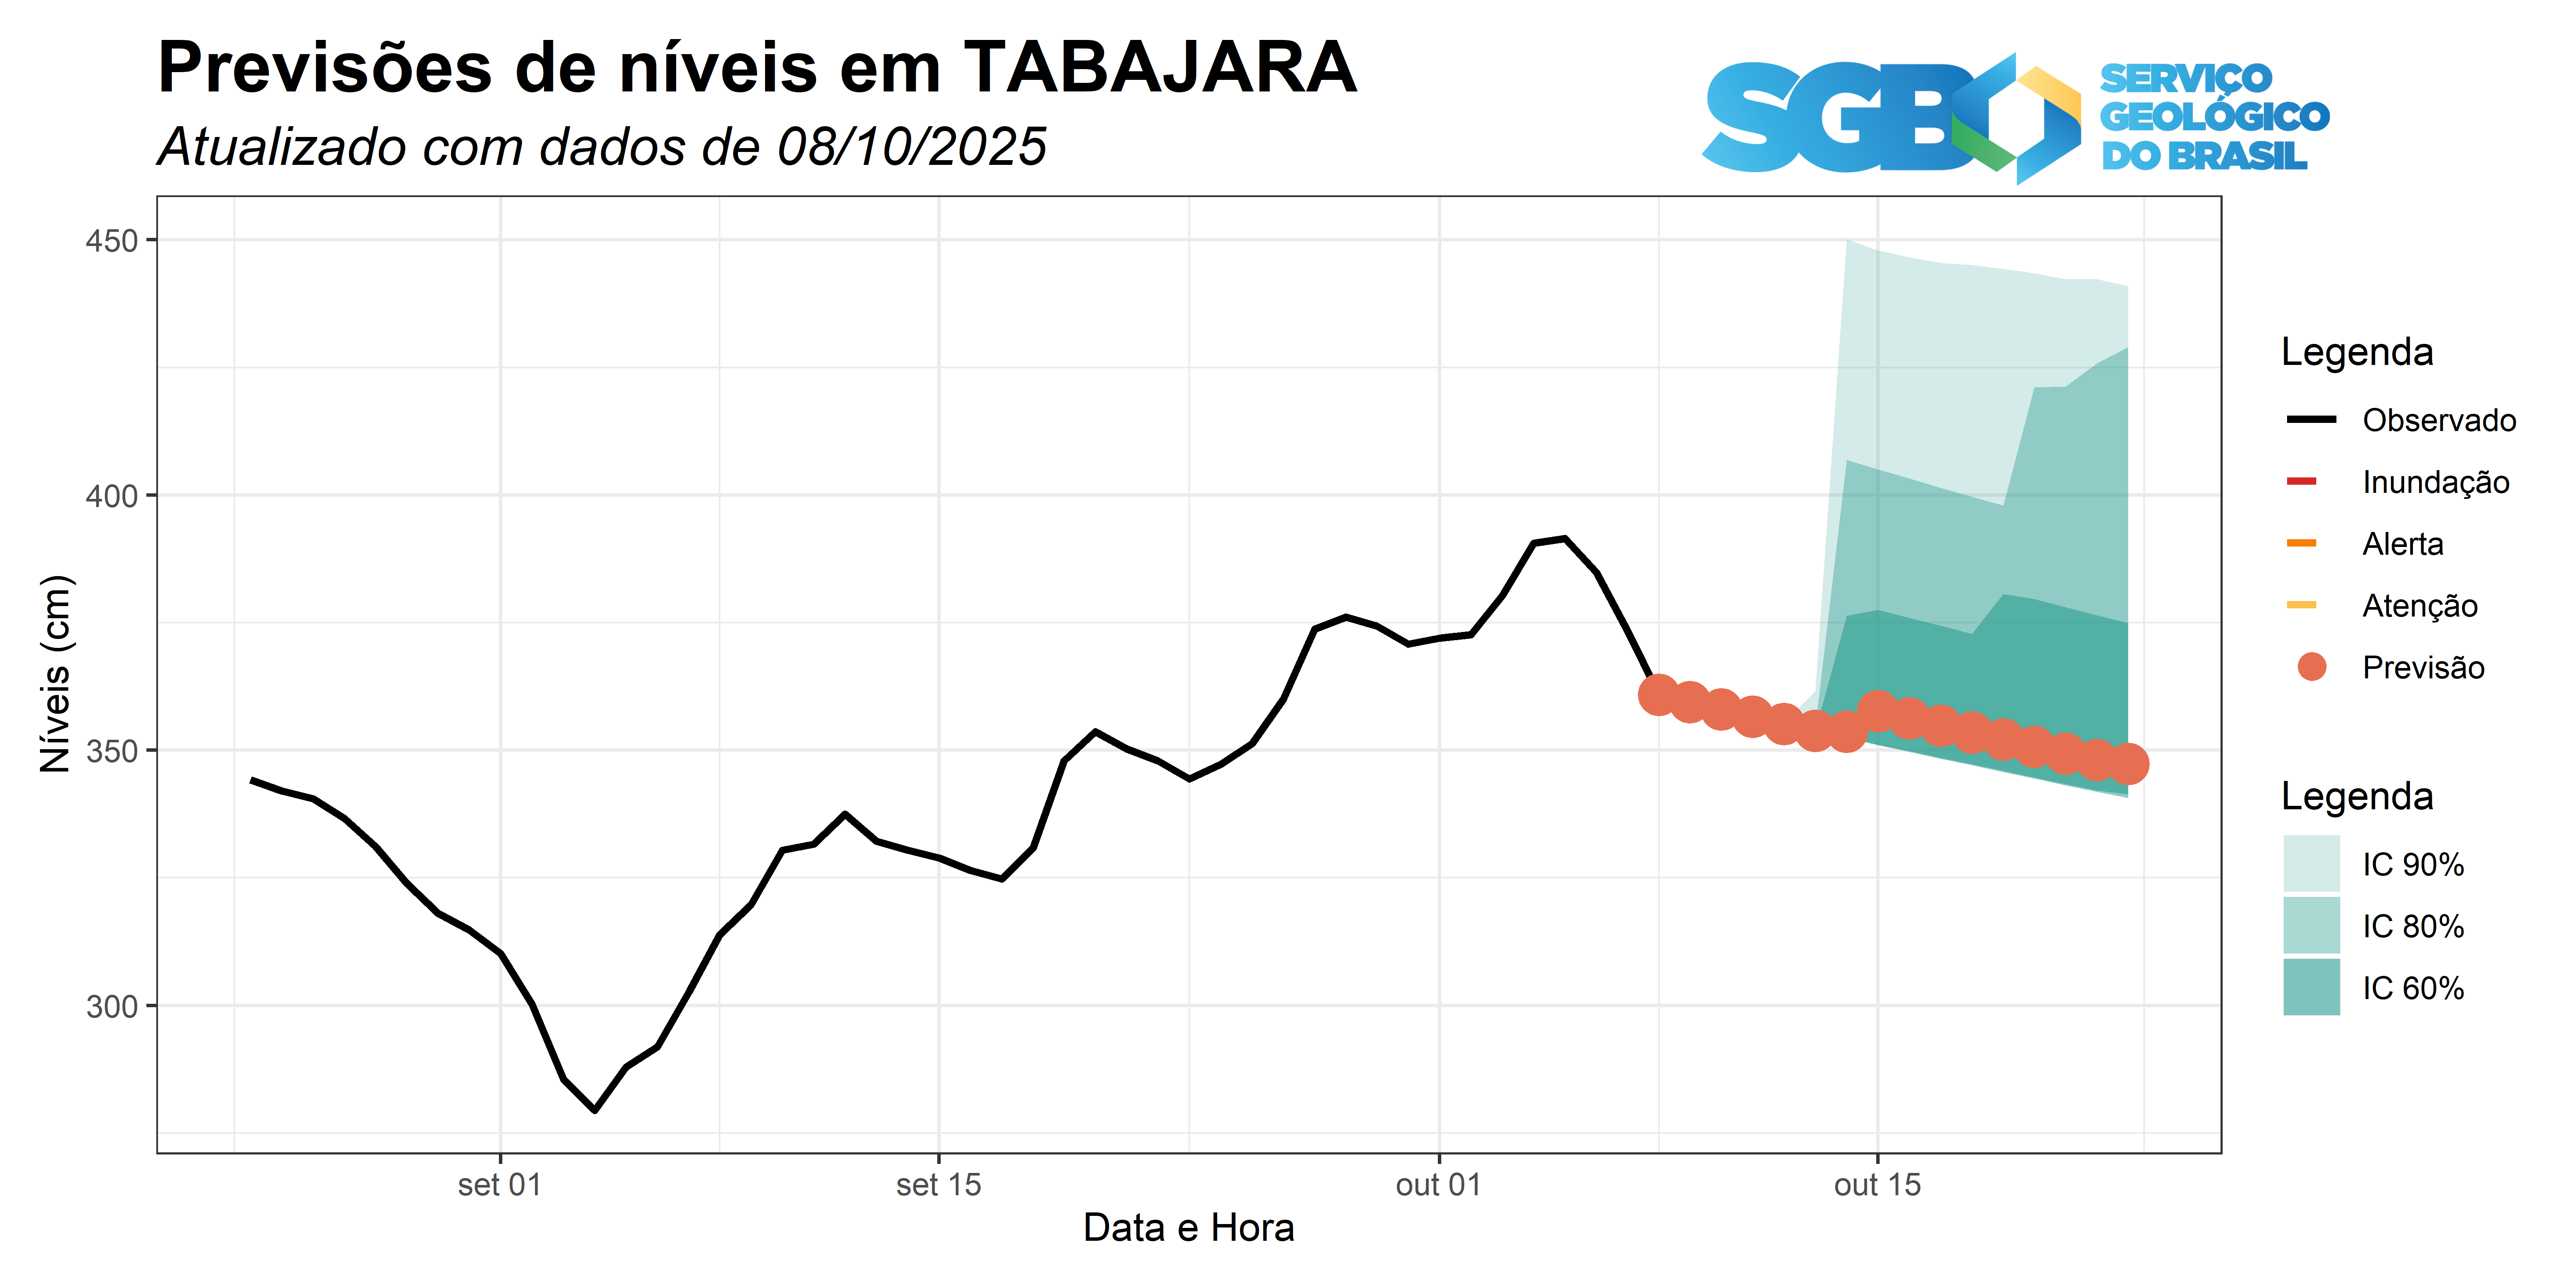 Previsões de níveis em TABAJARA
Atualizado com dados de 08/10/2025
SGB
SERVIÇO
GEOLÓGICO
DO BRASIL
450
400
350
300
Níveis (cm)
set 01
set 15
out 01
out 15
Data e Hora
Legenda
Observado
Inundação
Alerta
Atenção
Previsão
Legenda
IC 90%
IC 80%
IC 60%